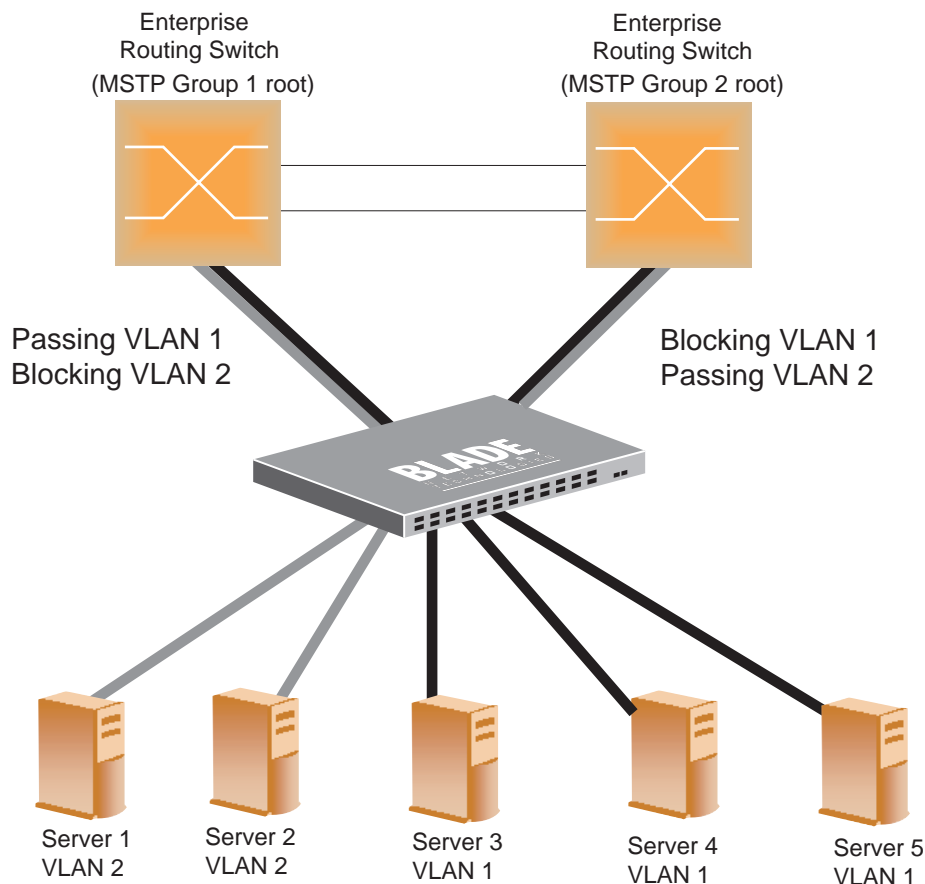 Enterprise
Routing Switch
(MSTP Group 1 root)
Enterprise
Routing Switch
(MSTP Group 2 root)
Passing VLAN 1
Blocking VLAN 2
Blocking VLAN 1
Passing VLAN 2
BLADE
NETWORK
TECHNOLOGIES
Server 1
VLAN 2
Server 2
VLAN 2
Server 3
VLAN 1
Server 4
VLAN 1
Server 5
VLAN 1